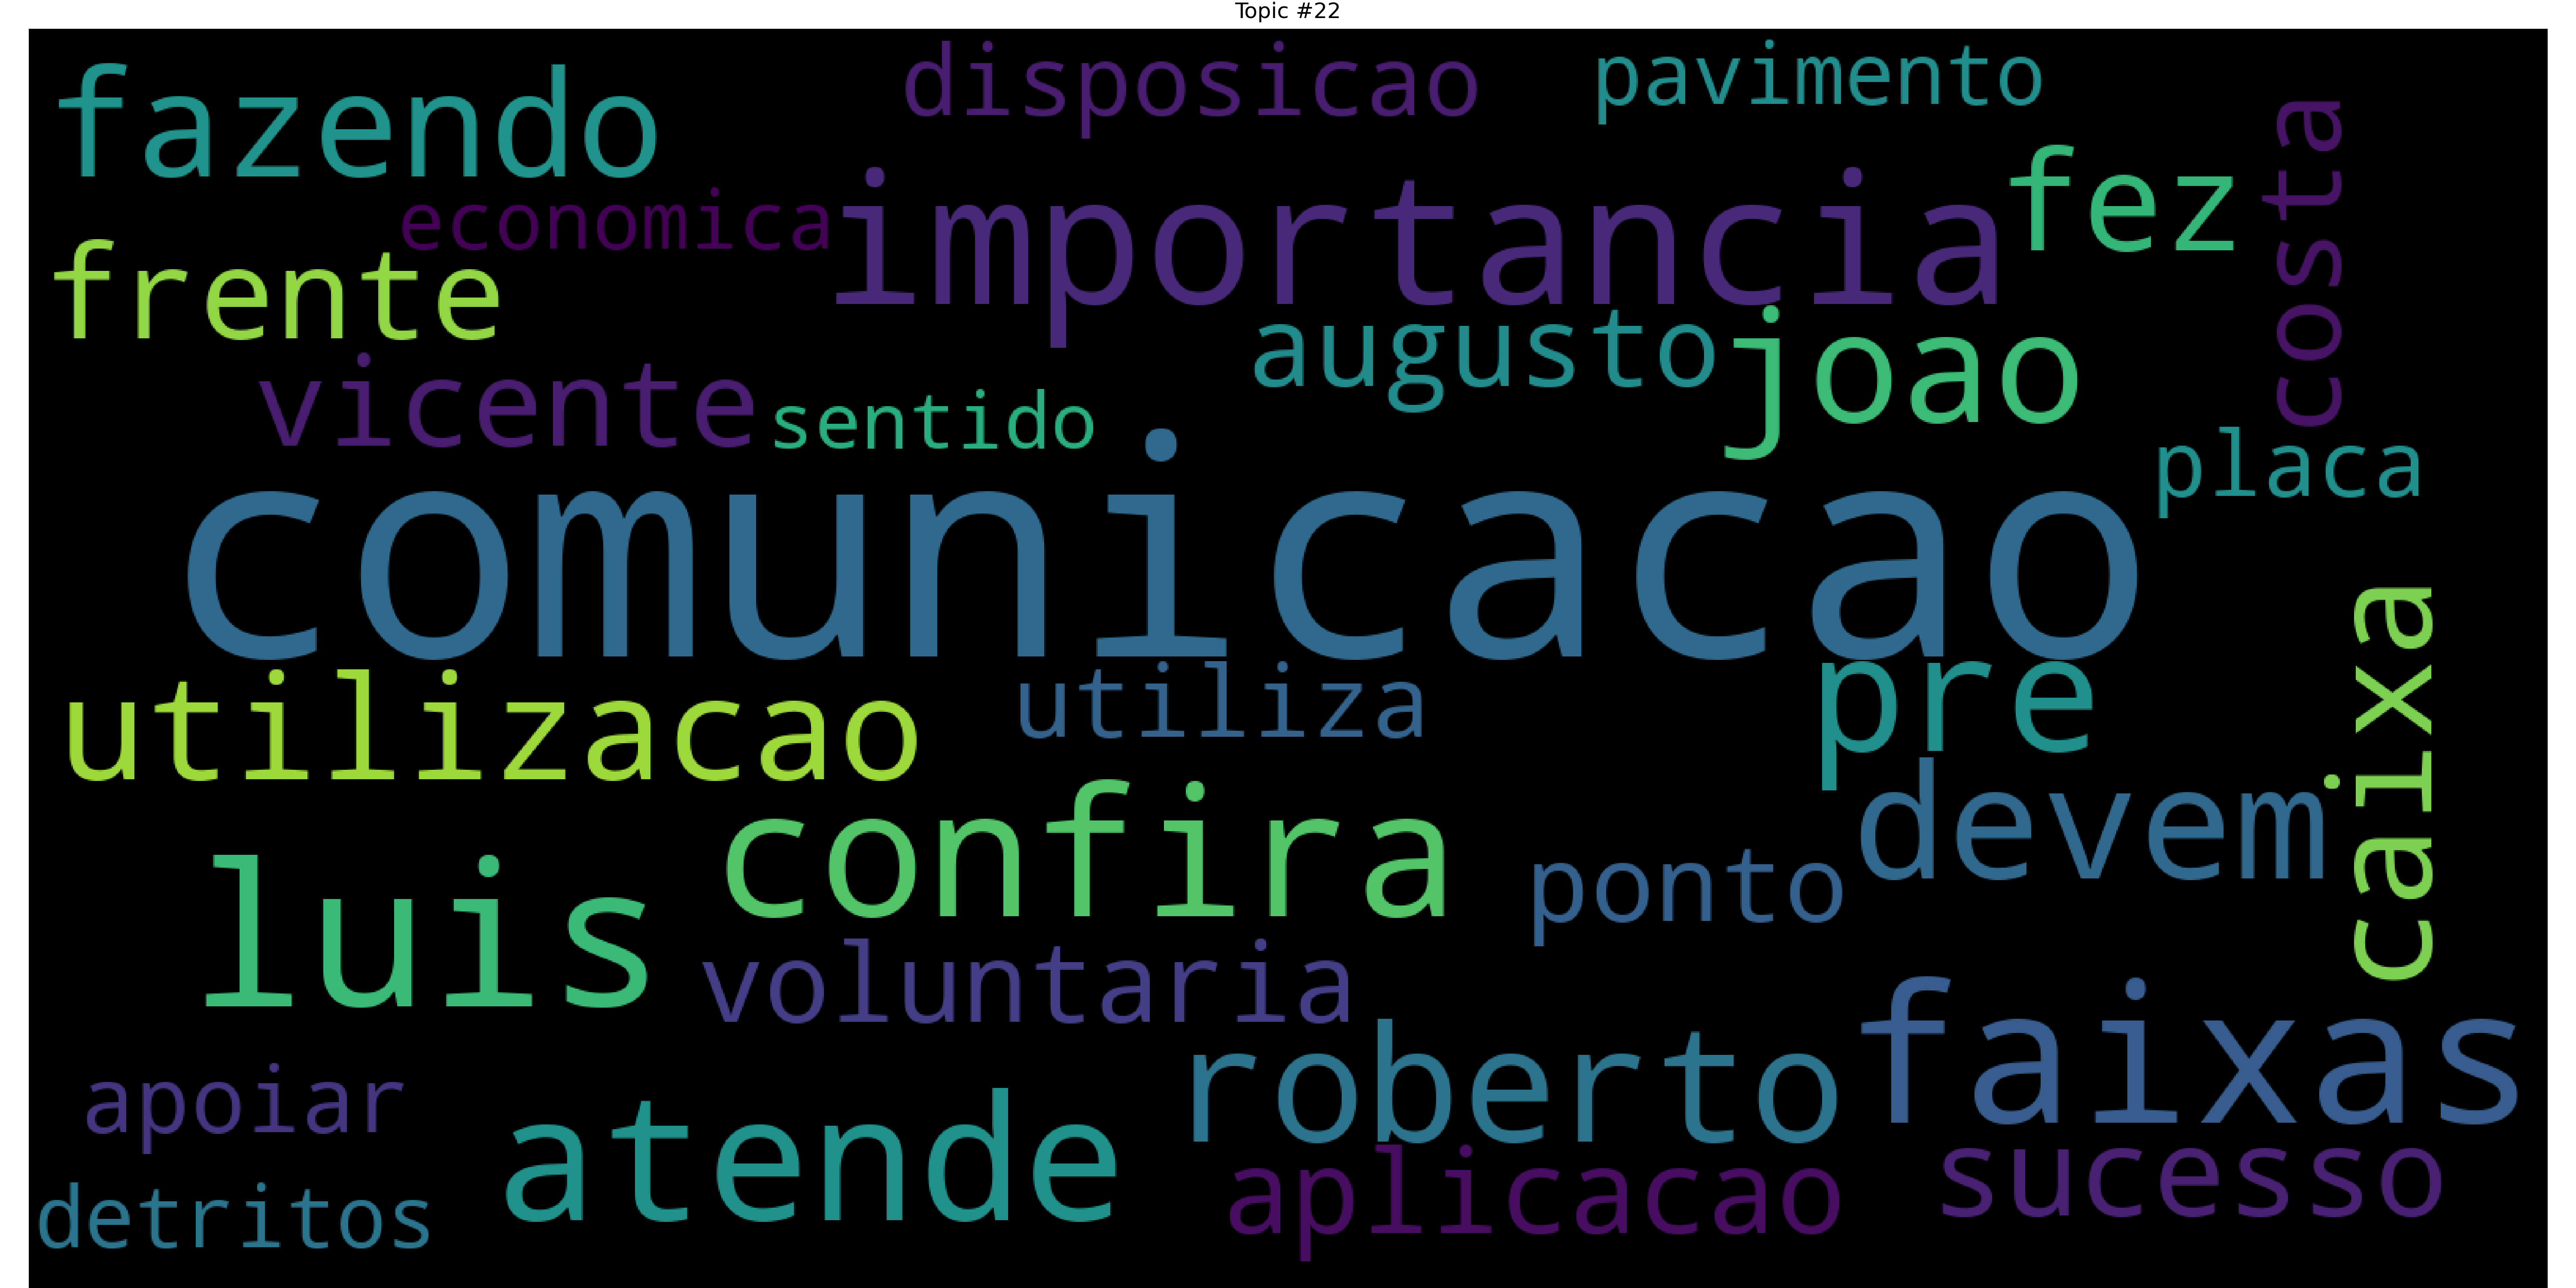 Topic #22
fazendo
disposicao
pavimento
costa
economica
importancia
fez
frente
augusto
joao
vicente
sentido
placa
comunicacao
utilizacao
utiliza
pre
caixa
confira
devem
luis
ponto
voluntaria
faixas
apoiar
roberto
atende
aplicacao
sucesso
detritos